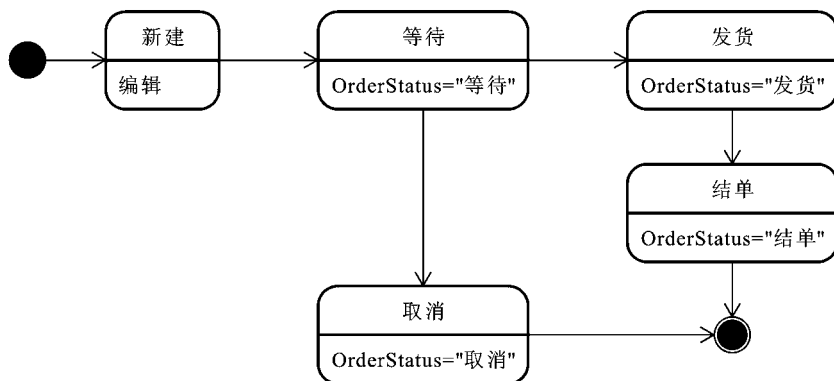 新建
编辑
等待
OrderStatus="等待"
发货
OrderStatus="发货"
结单
OrderStatus="结单"
取消
OrderStatus="取消"